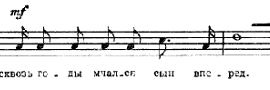 mf
сквозь го - ды мчал.ся сын впе - ред.